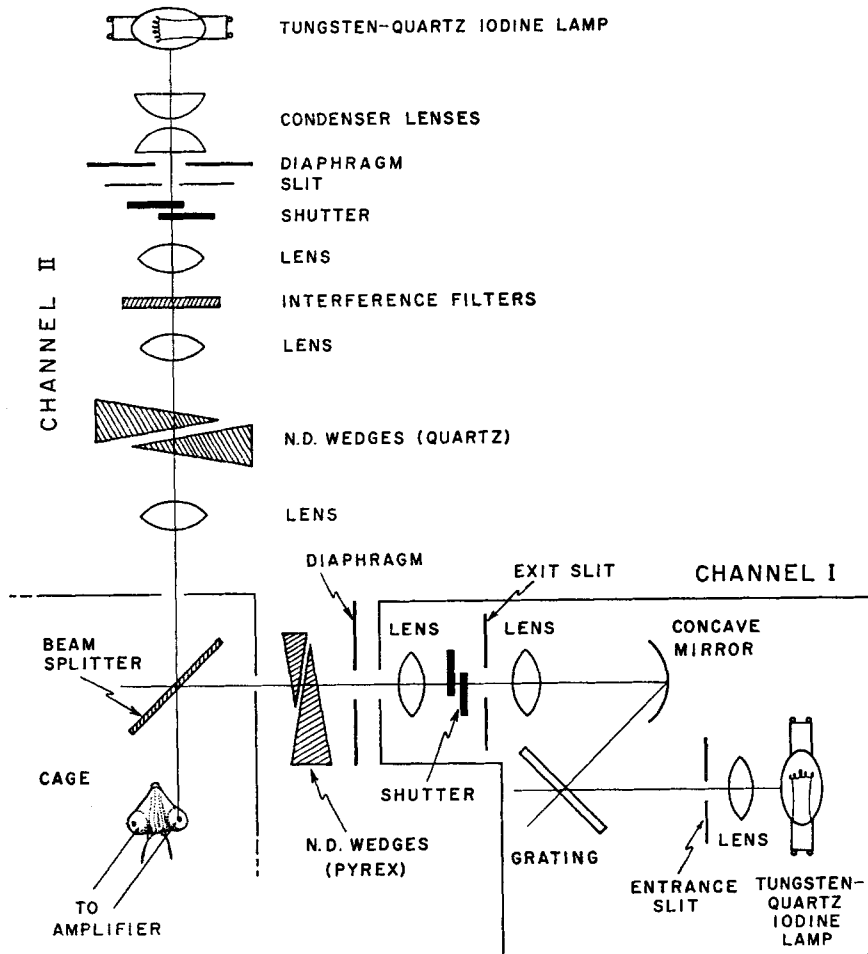 TUNGSTEN-QUARTZ IODINE LAMP
CONDENSER LENSES
DIAPHRAGM
SLIT
SHUTTER
LENS
INTERFERENCE FILTERS
LENS
CHANNEL II
N.D. WEDGES (QUARTZ)
LENS
DIAPHRAGM
EXIT SLIT
CHANNEL I
LENS
LENS
CONCAVE
MIRROR
BEAM
SPLITTER
CAGE
SHUTTER
N.D. WEDGES
(PYREX)
GRATING
LENS
ENTRANCE
SLIT
TUNGSTEN-
QUARTZ
IODINE
LAMP
TO
AMPLIFIER